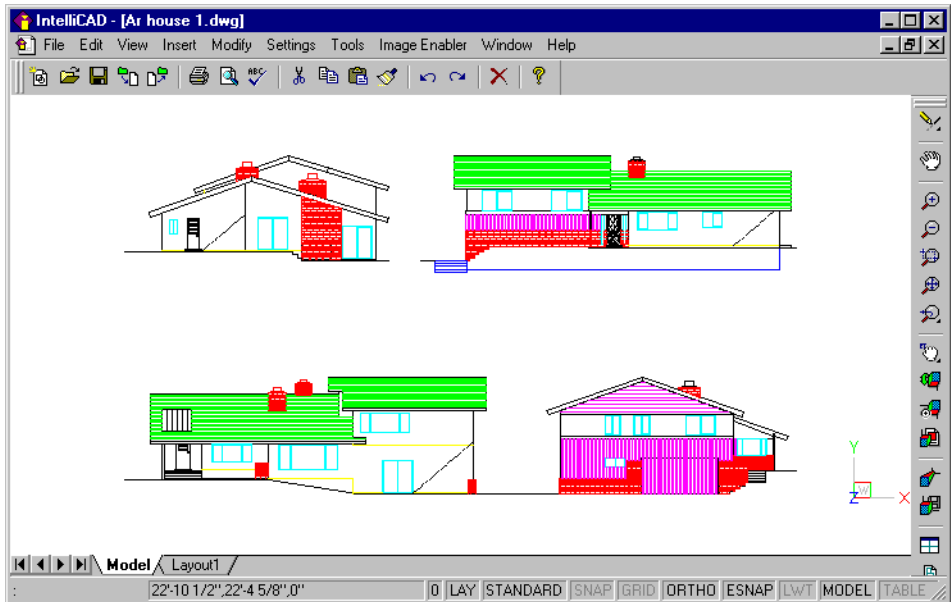 IntelliCAD - [Ar house 1.dwg]
File Edit View Insert Modify Settings Tools Image Enabler Window Help
ABC
Y
W
Z X
Model Layout1
: 22'-10 1/2",22'-4 5/8",0" 0 LAY STANDARD SNAP GRID ORTHO ESNAP LWT MODEL TABLE